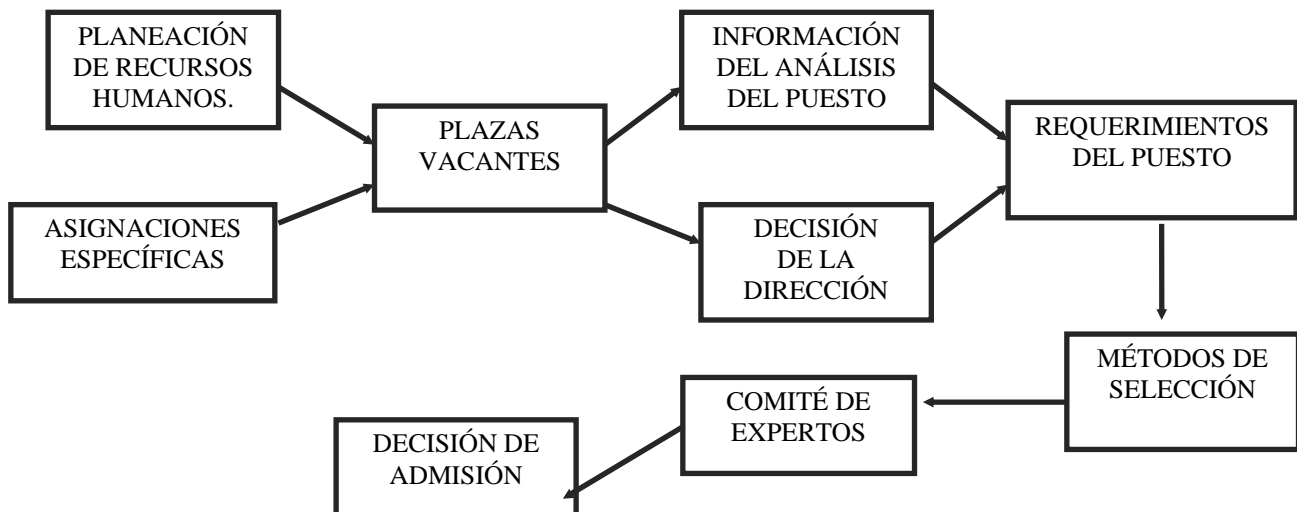 PLANEACIÓN
DE RECURSOS
HUMANOS.
INFORMACIÓN
DEL ANÁLISIS
DEL PUESTO
PLAZAS
VACANTES
REQUERIMIENTOS
DEL PUESTO
ASIGNACIONES
ESPECÍFICAS
DECISIÓN
DE LA
DIRECCIÓN
MÉTODOS DE
SELECCIÓN
COMITÉ DE
EXPERTOS
DECISIÓN DE
ADMISIÓN